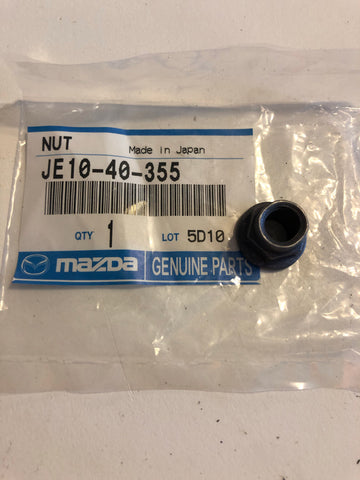 NUT Made in Japan
JE10-40-355
QTY 1 LOT 5D10
mazda GENUINE PARTS